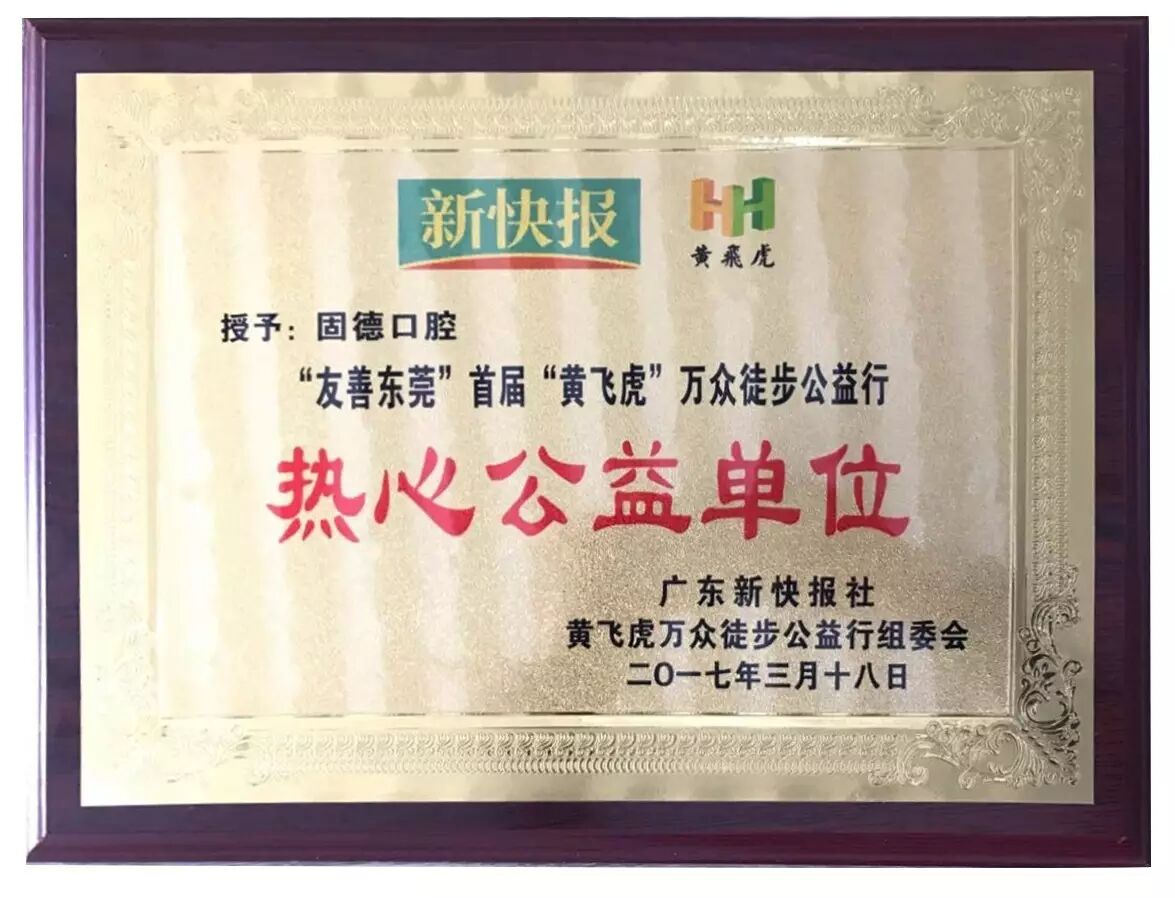 新快报
黄飛虎
授予：固德口腔
“友善东莞”首届“黄飞虎”万众徒步公益行
热心公益单位
广东新快报社
黄飞虎万众徒步公益行组委会
二O一七年三月十八日